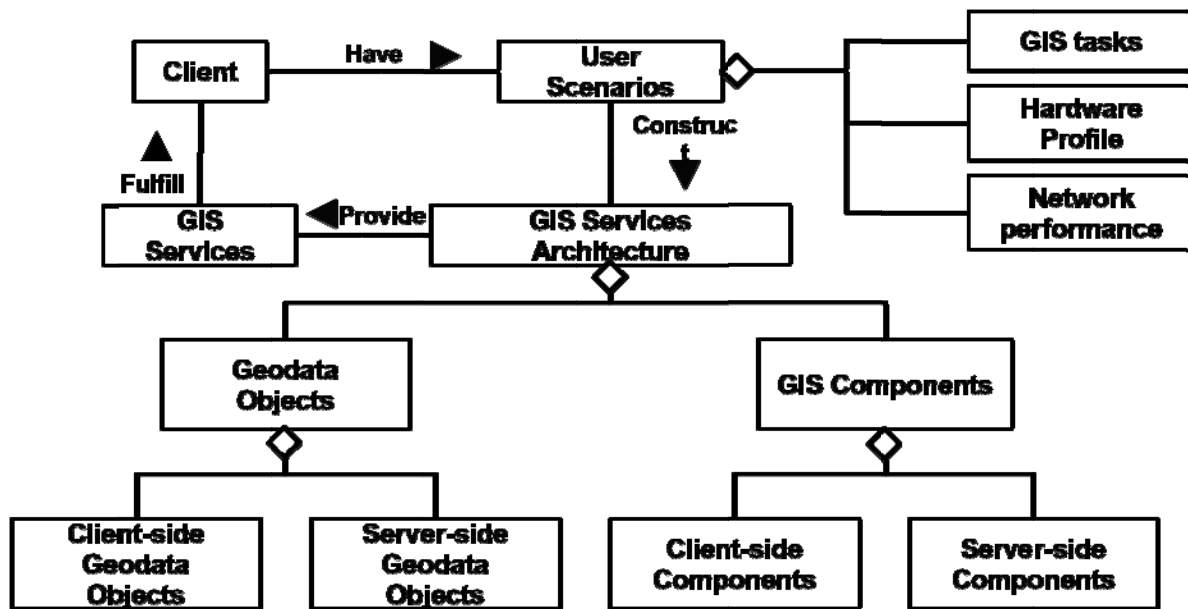 Client
Have
User
Scenarios
GIS tasks
Hardware
Profile
Network
performance
Construc
t
Fulfill
GIS
Services
Provide
GIS Services
Architecture
Geodata
Objects
GIS Components
Client-side
Geodata
Objects
Server-side
Geodata
Objects
Client-side
Components
Server-side
Components